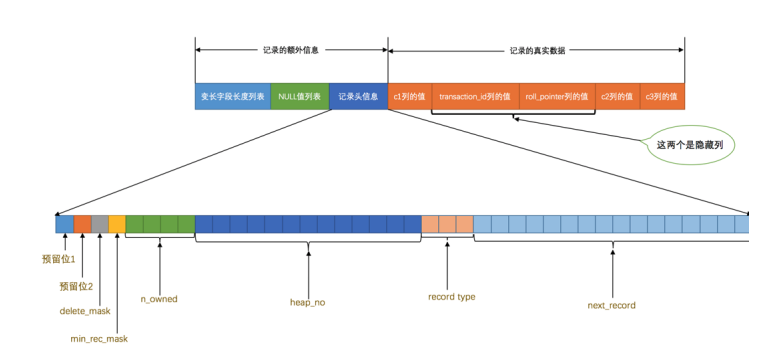 记录的额外信息
记录的真实数据
变长字段长度列表
NULL值列表
记录头信息
c1列的值
transaction_id列的值
roll_pointer列的值
c2列的值
c3列的值
这两个是隐藏列
预留位1
预留位2
delete_mask
min_rec_mask
n_owned
heap_no
record type
next_record